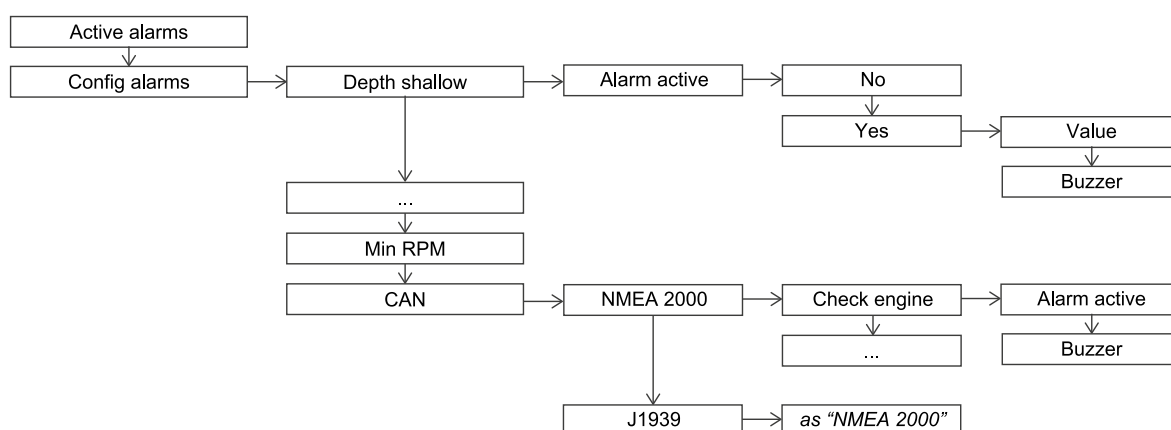 Active alarms
Config alarms
Depth shallow
Alarm active
No
Yes
Value
Buzzer
...
Min RPM
CAN
NMEA 2000
Check engine
Alarm active
...
Buzzer
J1939
as “NMEA 2000”